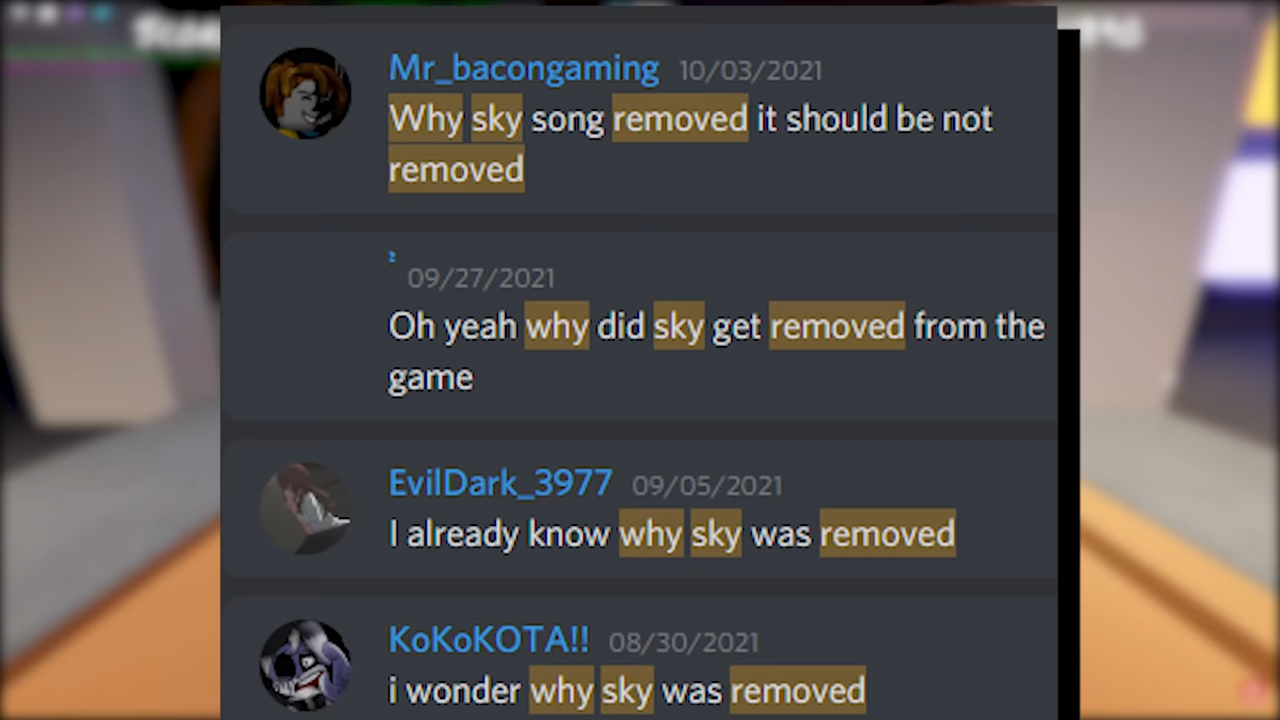 Mr_bacongaming 10/03/2021
Why sky song removed it should be not
removed
09/27/2021
Oh yeah why did sky get removed from the
game
EvilDark_3977 09/05/2021
I already know why sky was removed
KoKoKOTA!! 08/30/2021
i wonder why sky was removed